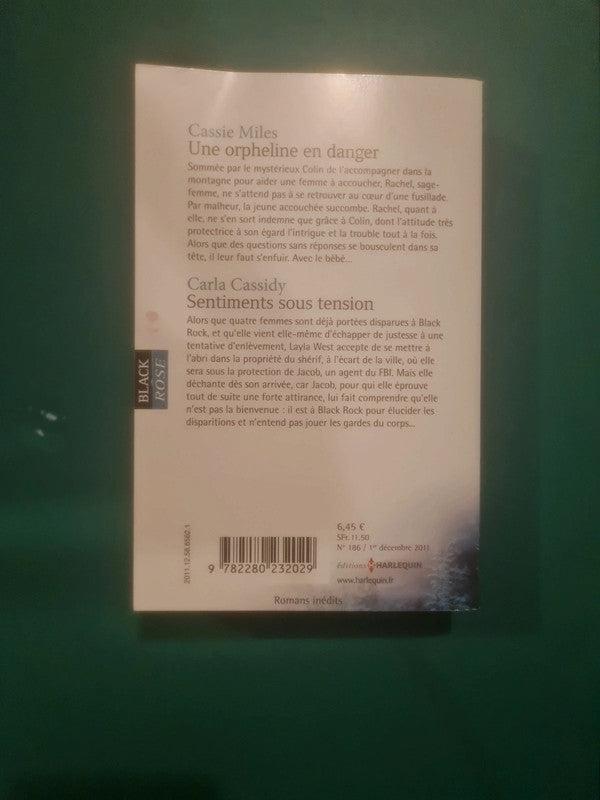 Cassie Miles
Une orpheline en danger
Sommée par le mystérieux Colin de l'accompagner dans la
montagne pour aider une femme à accoucher, Rachel, sage-
femme, ne s'attend pas à se retrouver au cœur d'une fusillade.
Par malheur, la jeune accouchée succombe. Rachel, quant à
elle, ne s'en sort indemne que grâce à Colin, dont l'attitude très
protectrice à son égard l'intrigue et la trouble tout à la fois.
Alors que des questions sans réponses se bousculent dans sa
tête, il leur faut s'enfuir. Avec le bébé...
Carla Cassidy
Sentiments sous tension
Alors que quatre femmes sont déjà portées disparues à Black
Rock, et qu'elle vient elle-même d'échapper de justesse à une
tentative d'enlèvement, Layla West accepte de se mettre à
l'abri dans la propriété du shérif, à l'écart de la ville, où elle
sera sous la protection de Jacob, un agent du FBI. Mais elle
déchante dès son arrivée, car Jacob, pour qui elle éprouve
tout de suite une forte attirance, lui fait comprendre qu'elle
n'est pas la bienvenue : il est à Black Rock pour élucider les
disparitions et n'entend pas jouer les gardes du corps...
BLACK
ROSE
2011.12.58.6562.1
9 782280 232029
6,45 €
SFr. 11.50
N° 186 / 1er décembre 2011
éditions HARLEQUIN
www.harlequin.fr
Romans inédits